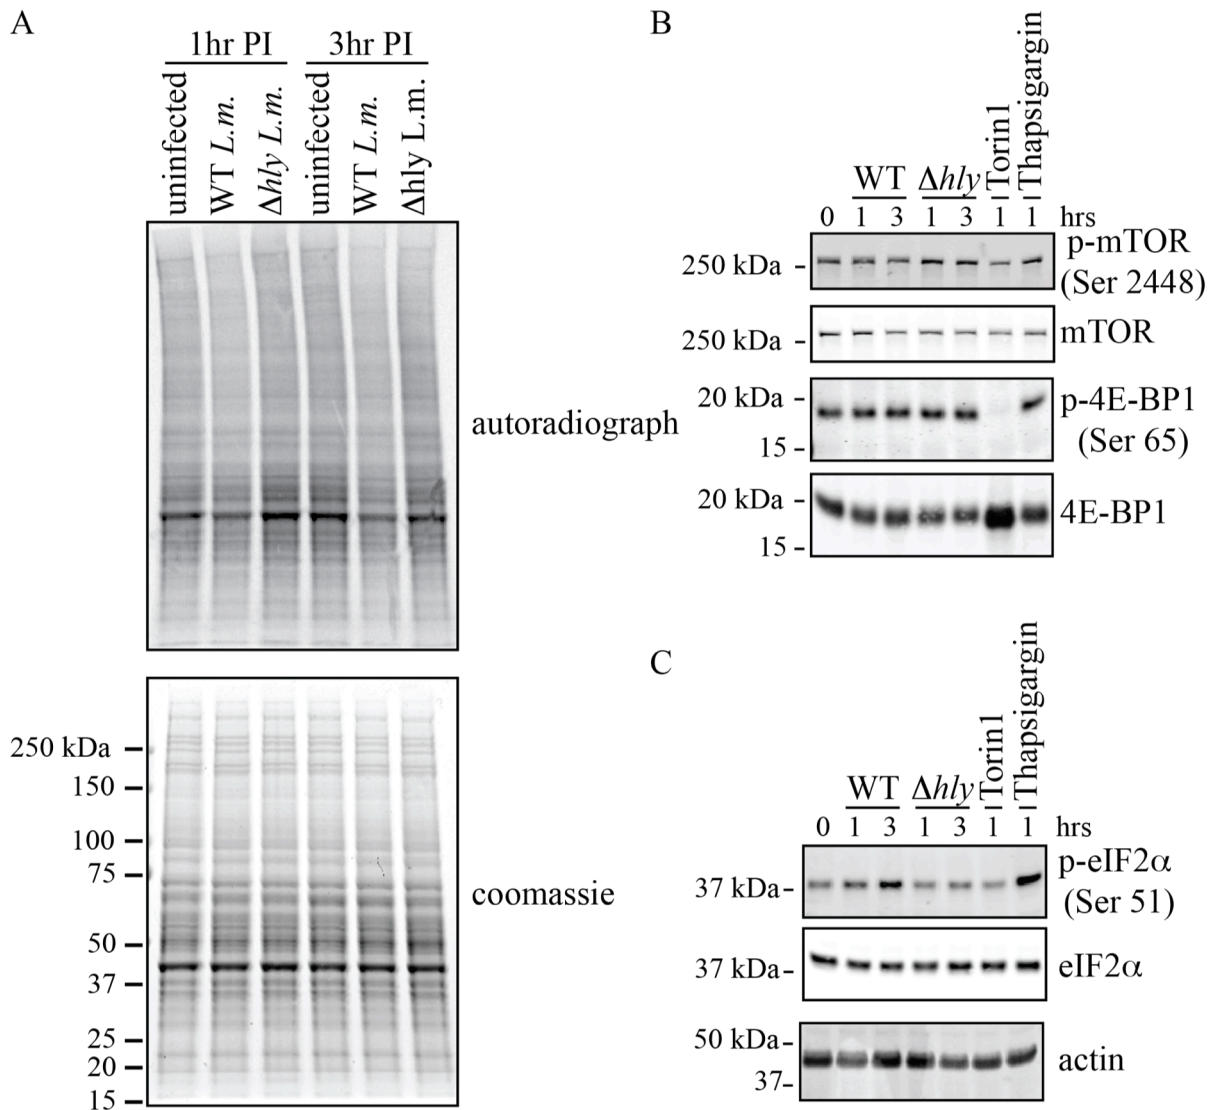 A
1hr PI 3hr PI
uninfected
WT L.m.
Δhly L.m.
uninfected
WT L.m.
Δhly L.m.
autoradiograph
250 kDa
150
100
75
50
37
25
20
15
coomassie
B
WT Δhly Torin1 Thapsigargin
0 1 3 1 3 1 1 hrs
250 kDa
p-mTOR
(Ser 2448)
250 kDa
mTOR
20 kDa
15
p-4E-BP1
(Ser 65)
20 kDa
15
4E-BP1
C
WT Δhly Torin1 Thapsigargin
0 1 3 1 3 1 1 hrs
37 kDa
p-eIF2α
(Ser 51)
37 kDa
eIF2α
50 kDa
37
actin